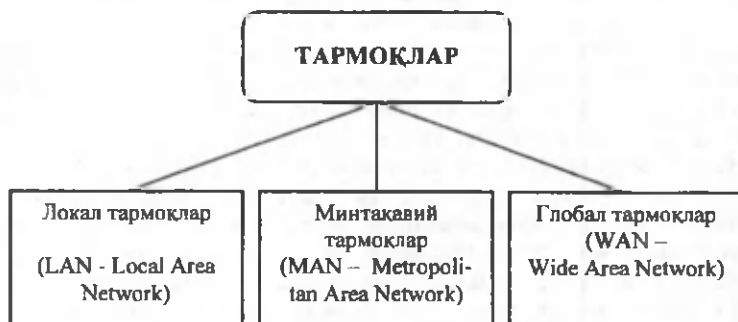 ТАРМОҚЛАР
Локал тармоқлар
(LAN - Local Area
Network)
Минтақавий
тармоқлар
(MAN – Metropoli-
tan Area Network)
Глобал тармоқлар
(WAN –
Wide Area Network)